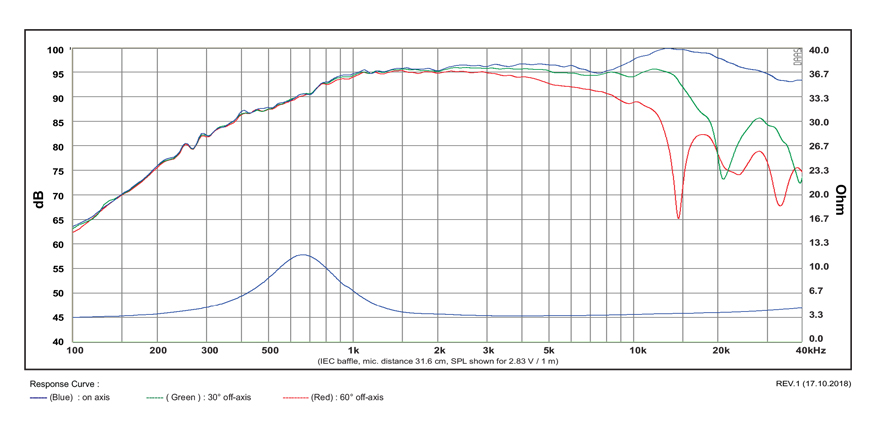 100 40.0
DAAS
95 36.7
90 33.3
85 30.0
80 26.7
75 23.3
70 20.0
dB Ohm
65 16.7
60 13.3
55 10.0
50 6.7
45 3.3
40 0.0
100 200 300 500 1k 2k 3k 5k 10k 20k 40kHz
(IEC baffle, mic. distance 31.6 cm, SPL shown for 2.83 V / 1 m)
Response Curve : REV.1 (17.10.2018)
(Blue) : on axis ( Green ) : 30° off-axis (Red) : 60° off-axis